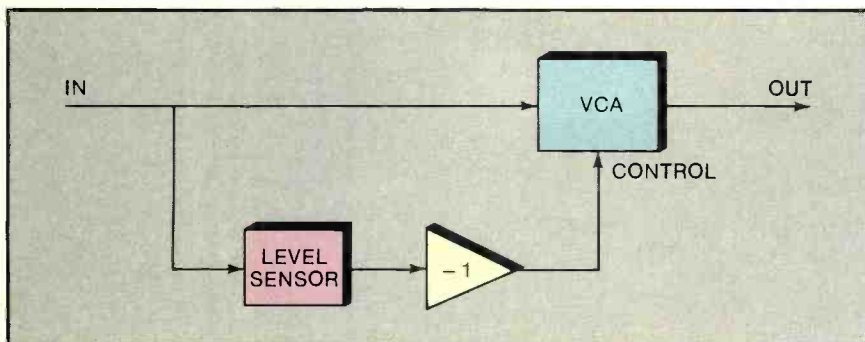 IN
OUT
VCA
CONTROL
LEVEL
SENSOR
– 1